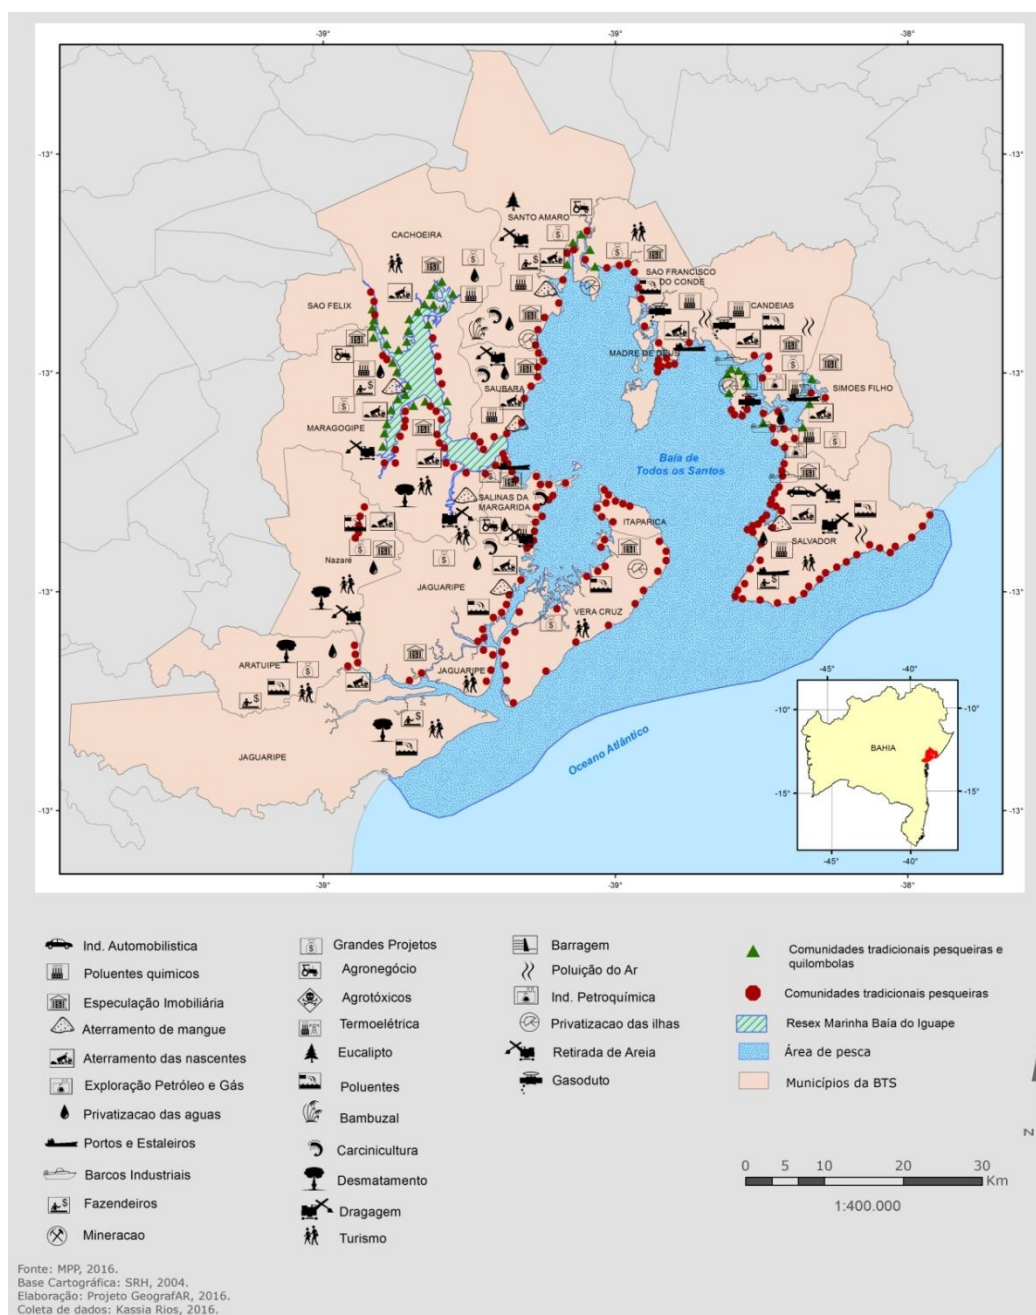 -39°
-39°
-38°
-13°
-13°
SANTO AMARO
CACHOEIRA
SAO FRANCISCO
DO CONDE
SAO FELIX
CANDEIAS
MADRE DE DEUS
-13°
-13°
SAUBARA
SIMOES FILHO
MARAGOGIPE
Baía de
Todos os Santos
SALINAS DA
MARGARIDA
ITAPARICA
SALVADOR
Nazaré
JAGUARIPE
-13°
-13°
VERA CRUZ
ARATUIPE
JAGUARIPE
-45°
-40°
-10°
-10°
BAHIA
Oceano Atlântico
JAGUARIPE
-15°
-15°
-13°
-13°
-45°
-40°
-39°
-39°
-38°
Ind. Automobilistica
Poluentes quimicos
Especulação Imobiliária
Aterramento de mangue
Aterramento das nascentes
Exploração Petróleo e Gás
Privatizacao das aguas
Portos e Estaleiros
Barcos Industriais
Fazendeiros
Mineracao
Grandes Projetos
Agronegócio
Agrotóxicos
Termoelétrica
Eucalipto
Poluentes
Bambuzal
Carcinicultura
Desmatamento
Dragagem
Turismo
Barragem
Poluição do Ar
Ind. Petroquímica
Privatizacao das ilhas
Retirada de Areia
Gasoduto
Comunidades tradicionais pesqueiras e
quilombolas
Comunidades tradicionais pesqueiras
Resex Marinha Baía do Iguape
Área de pesca
Municípios da BTS
N
0 5 10 20 30
Km
1:400.000
Fonte: MPP, 2016.
Base Cartográfica: SRH, 2004.
Elaboração: Projeto GeografAR, 2016.
Coleta de dados: Kassia Rios, 2016.